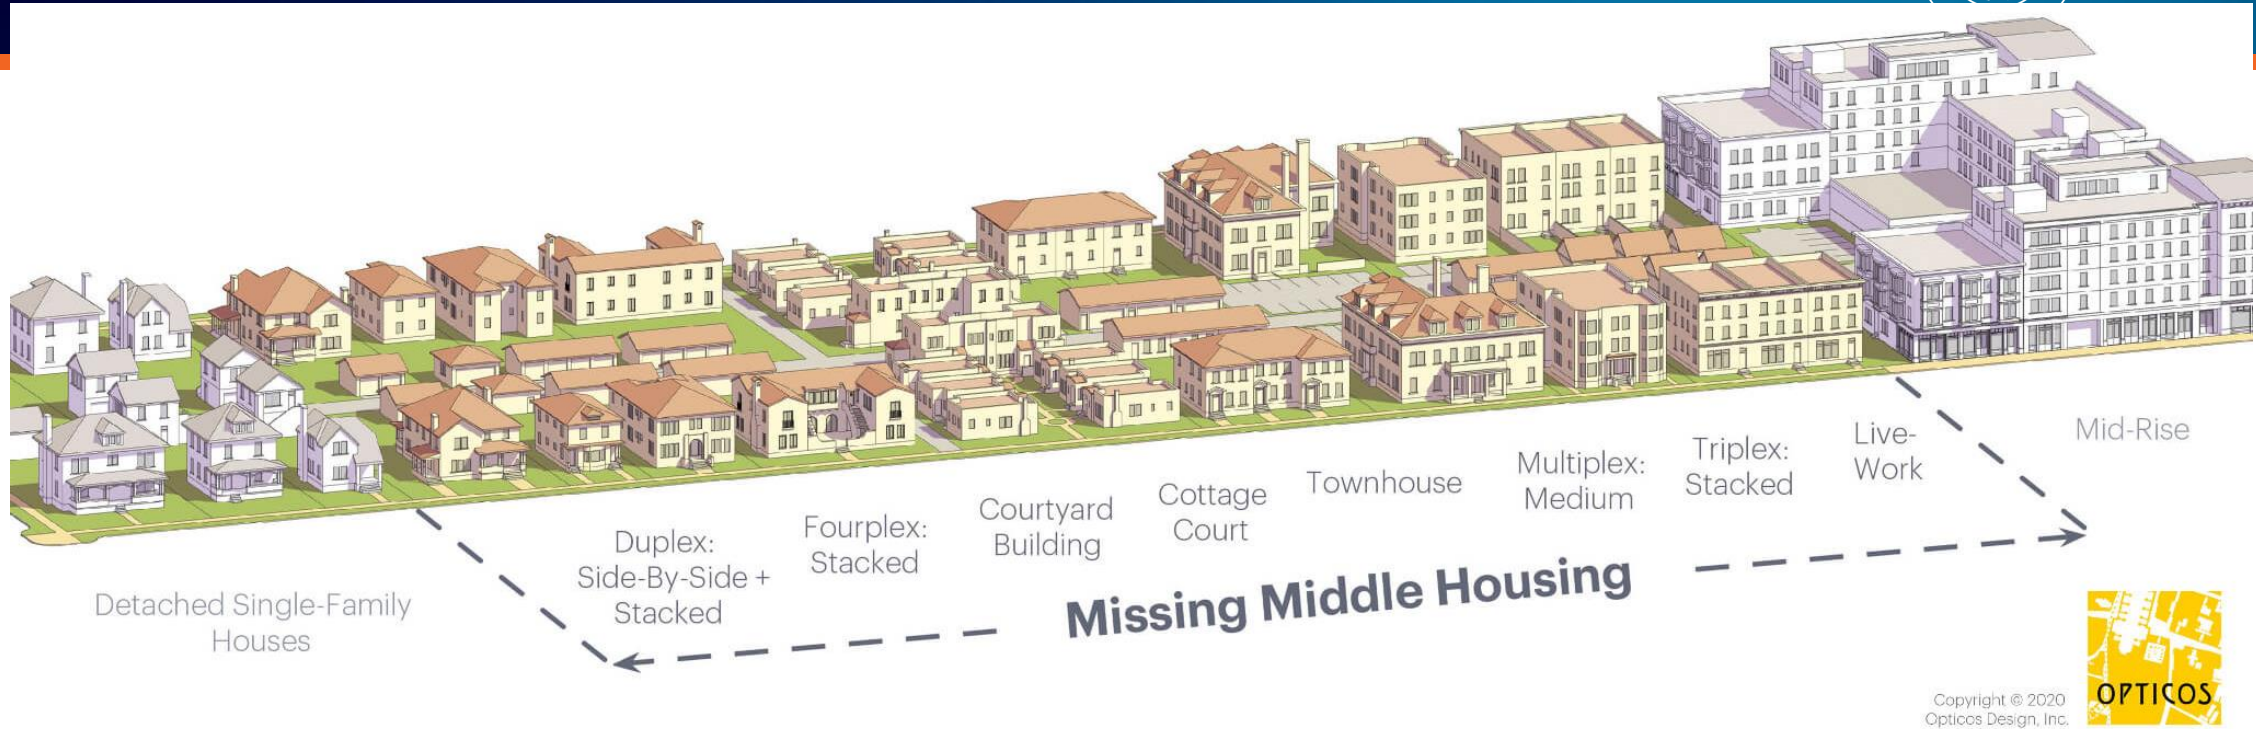 Detached Single-Family
Houses
Duplex:
Side-By-Side +
Stacked
Fourplex:
Stacked
Courtyard
Building
Cottage
Court
Townhouse
Multiplex:
Medium
Triplex:
Stacked
Live-
Work
Mid-Rise
Missing Middle Housing
OPTICOS
Copyright © 2020
Opticos Design, Inc.